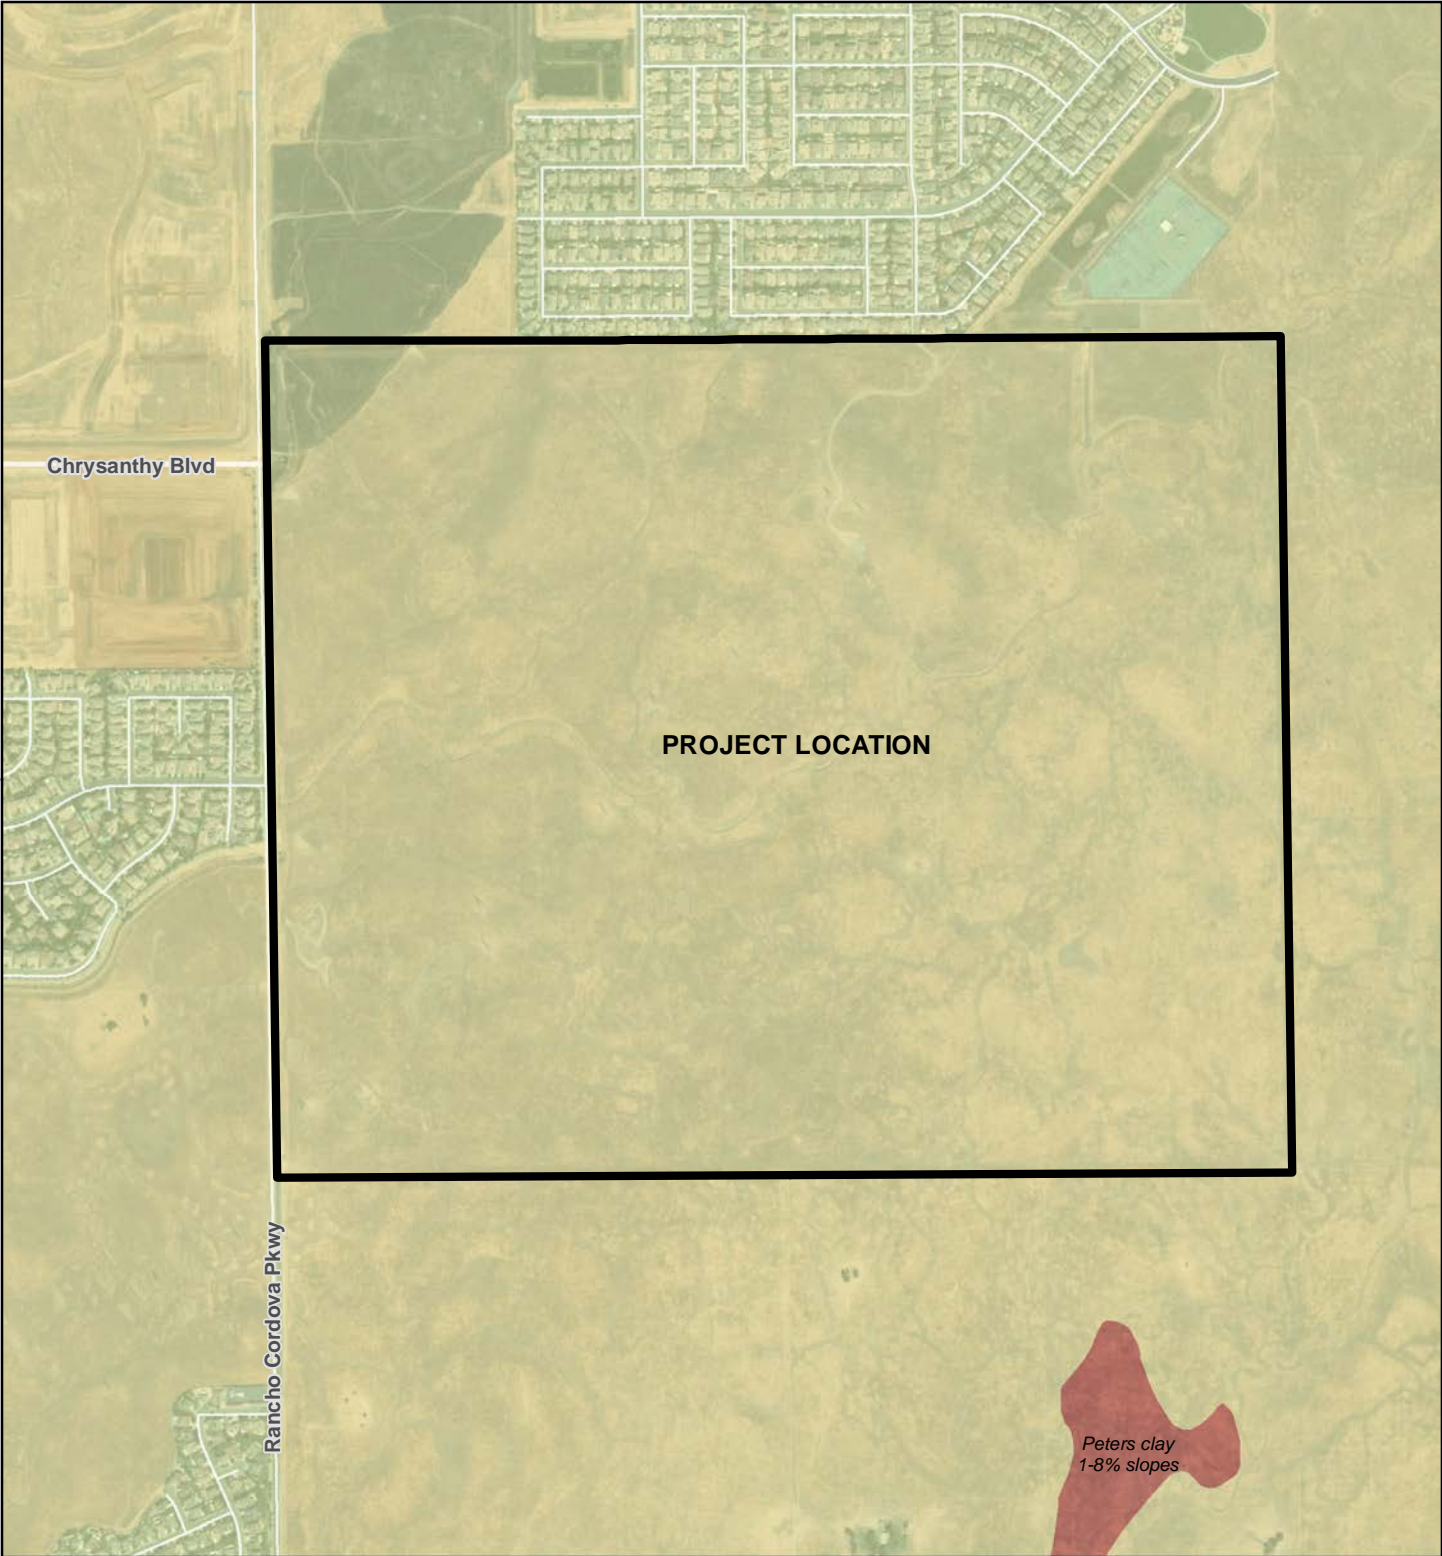 Chrysanthy Blvd
PROJECT LOCATION
Rancho Cordova Pkwy
Peters clay
1-8% slopes